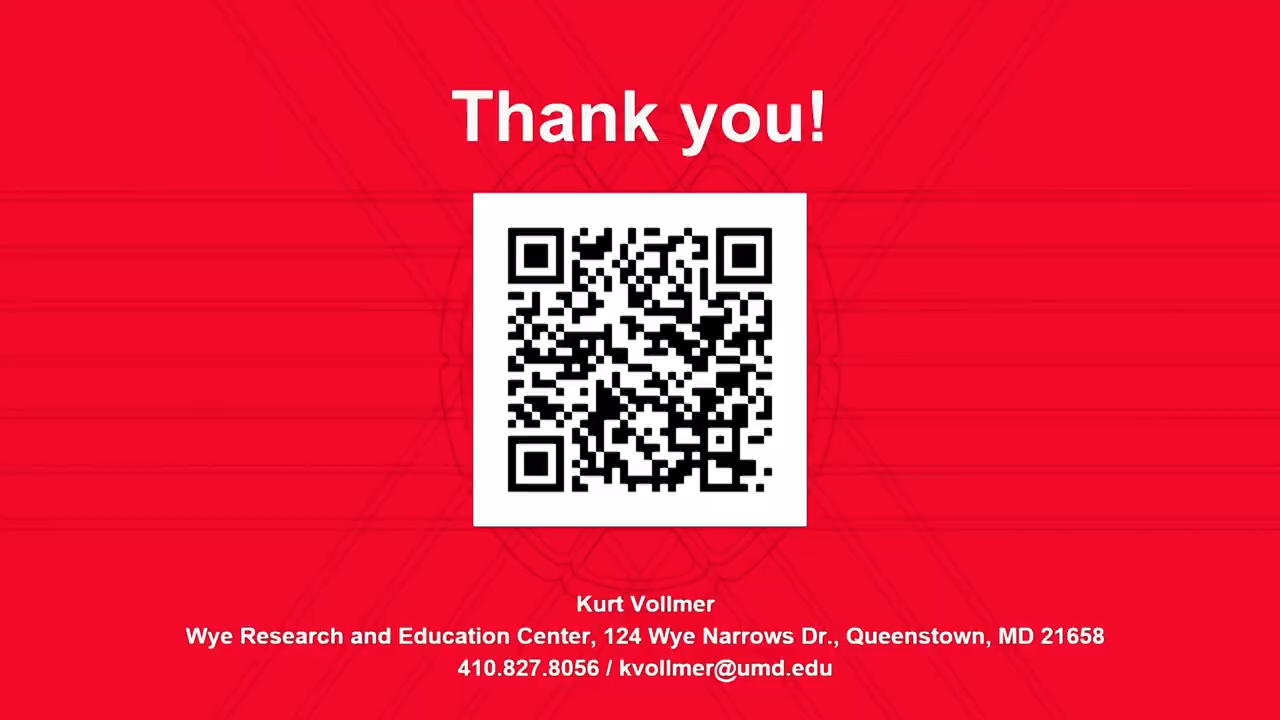 Thank you!
Kurt Vollmer
Wye Research and Education Center, 124 Wye Narrows Dr., Queenstown, MD 21658
410.827.8056 / kvollmer@umd.edu